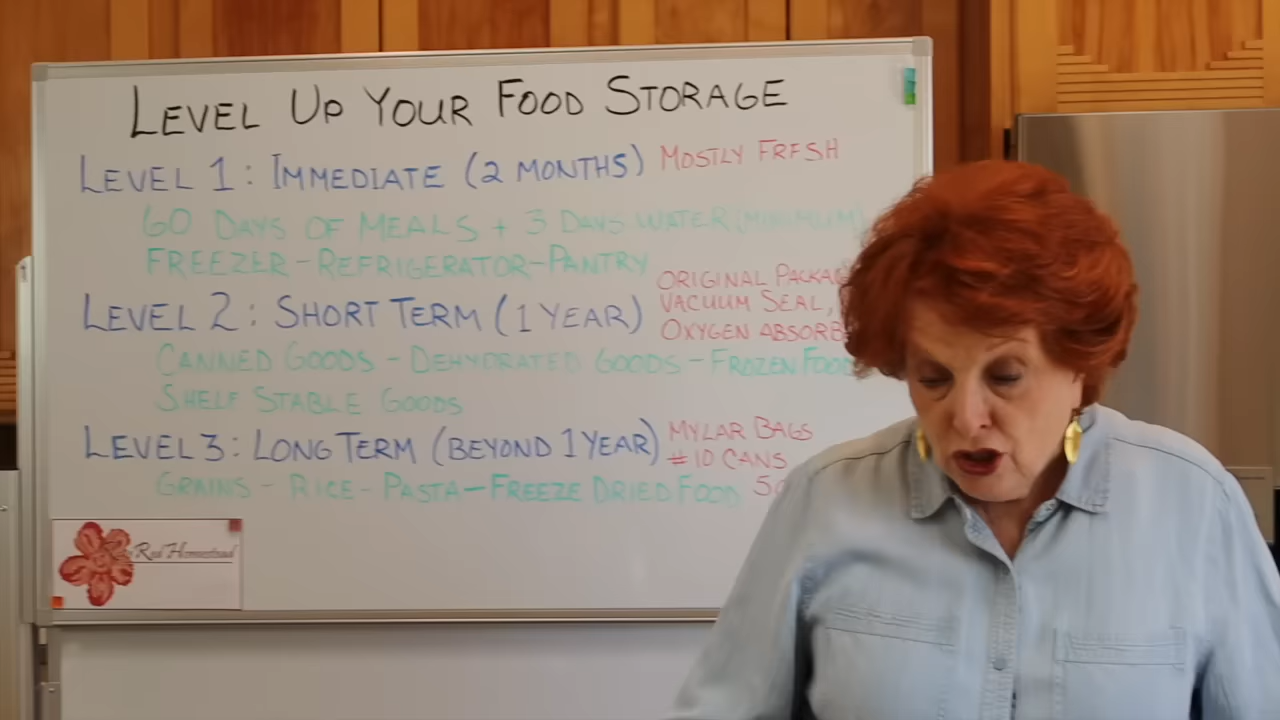 LEVEL UP YOUR FOOD STORAGE
LEVEL 1: IMMEDIATE (2 MONTHS) MOSTLY FRESH
60 DAYS OF MEALS + 3 DAYS WATER (MINIMUM)
FREEZER - REFRIGERATOR - PANTRY
ORIGINAL PACKAG
LEVEL 2: SHORT TERM (1 YEAR) VACUUM SEAL,
OXYGEN ABSORB
CANNED GOODS - DEHYDRATED GOODS - FROZEN FOOD
SHELF STABLE GOODS
LEVEL 3: LONG TERM (BEYOND 1 YEAR) MYLAR BAGS
#10 CANS
GRAINS - RICE - PASTA - FREEZE DRIED FOOD
Red Homestead